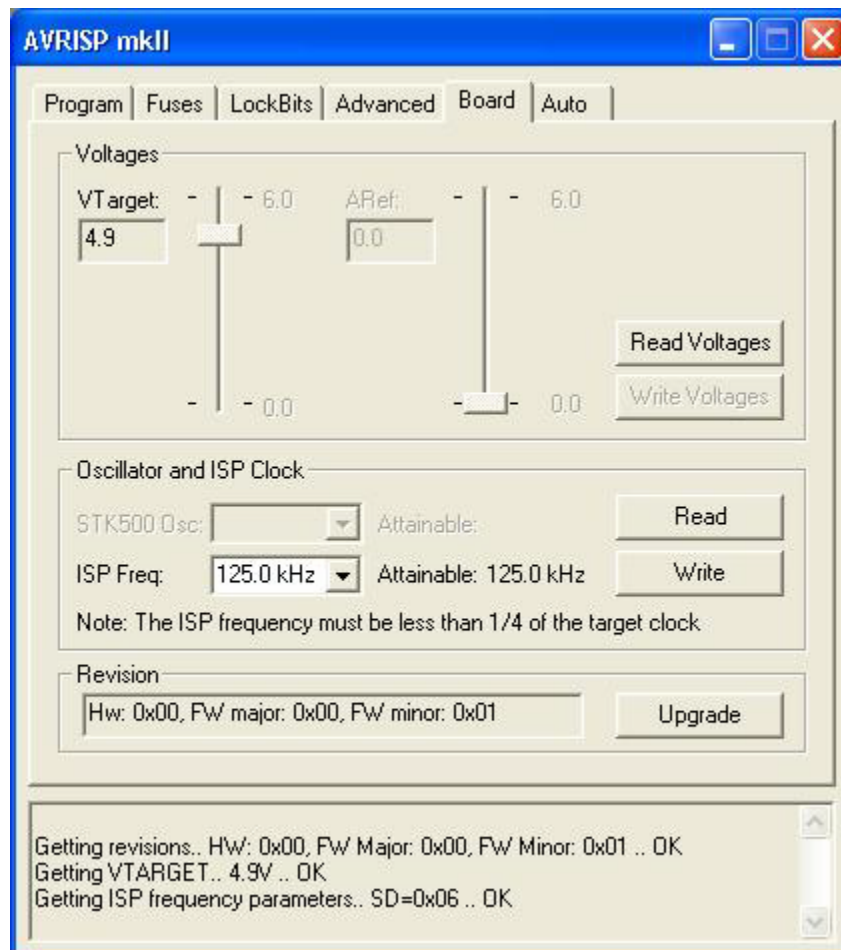 AVRISP mkII
Program Fuses LockBits Advanced Board Auto
Voltages
VTarget: - - 6.0 ARef: - - 6.0
4.9 0.0
Read Voltages
- - 0.0 - - 0.0 Write Voltages
Oscillator and ISP Clock
STK500 Osc: Attainable: Read
ISP Freq: 125.0 kHz Attainable: 125.0 kHz Write
Note: The ISP frequency must be less than 1/4 of the target clock
Revision
Hw: 0x00, FW major: 0x00, FW minor: 0x01 Upgrade
Getting revisions.. HW: 0x00, FW Major: 0x00, FW Minor: 0x01 .. OK
Getting VTARGET.. 4.9V .. OK
Getting ISP frequency parameters.. SD=0x06 .. OK